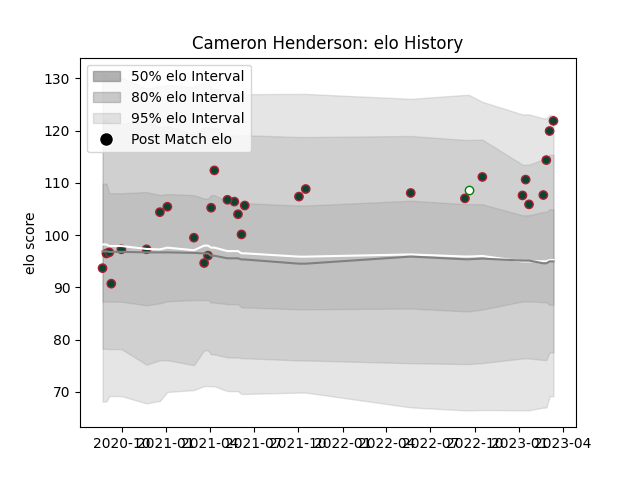 Cameron Henderson: elo History
50% elo Interval
80% elo Interval
95% elo Interval
Post Match elo
elo score
130
120
110
100
90
80
70
2020-10 2021-01 2021-04 2021-07 2021-10 2022-01 2022-04 2022-07 2022-10 2023-01 2023-04